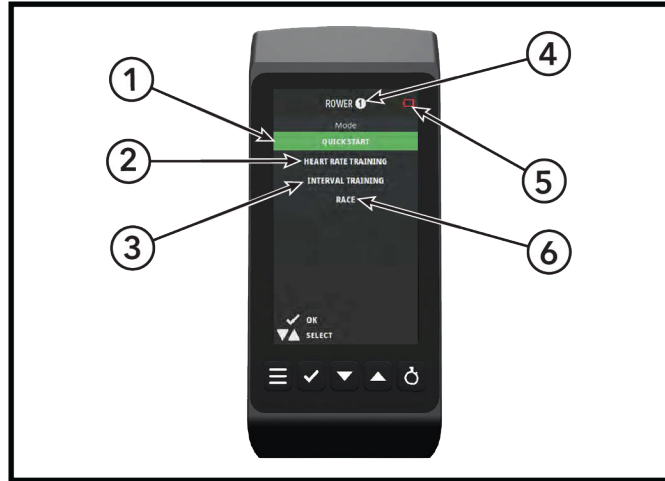 1
2
3
4
5
6
ROWER 1
Mode
QUICK START
HEART RATE TRAINING
INTERVAL TRAINING
RACE
OK
SELECT